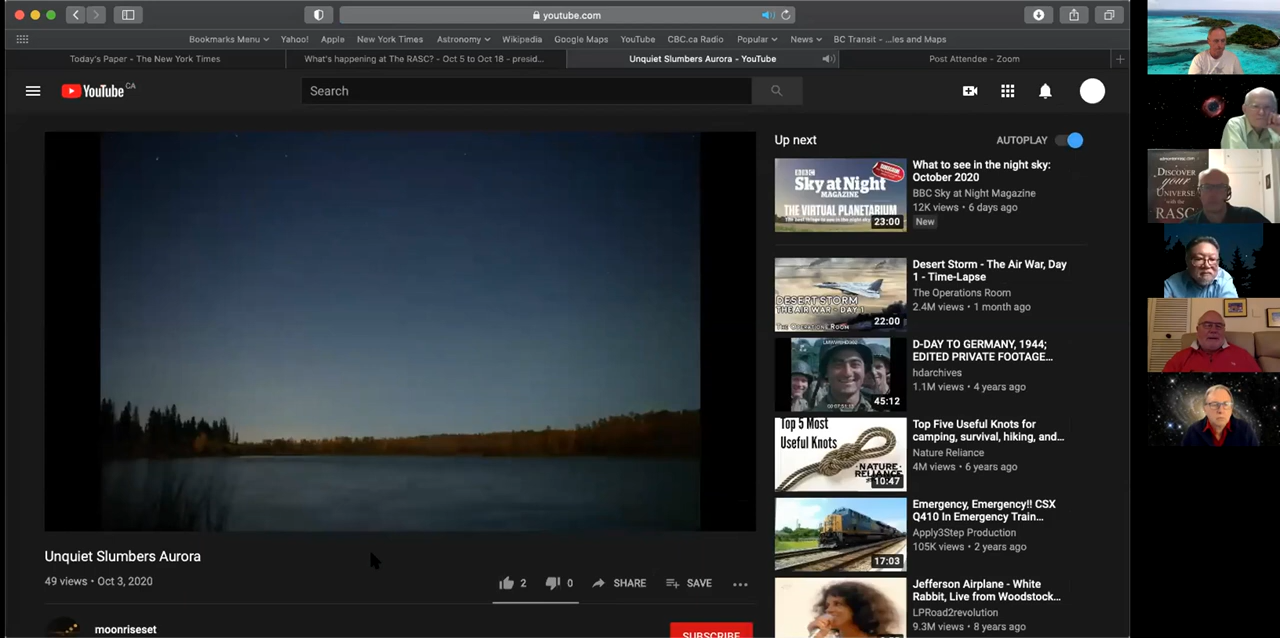 youtube.com
Bookmarks Menu Yahoo! Apple New York Times Astronomy Wikipedia Google Maps YouTube CBC.ca Radio Popular News BC Transit - ...les and Maps
Today's Paper - The New York Times
What's happening at The RASC? - Oct 5 to Oct 18 - presid...
Unquiet Slumbers Aurora - YouTube
Post Attendee - Zoom
YouTube CA
Search
Unquiet Slumbers Aurora
49 views • Oct 3, 2020
2
0
SHARE
SAVE
moonriseset
SUBSCRIBE
Up next
AUTOPLAY
BBC
Sky at Night
MAGAZINE
THE VIRTUAL PLANETARIUM
23:00
What to see in the night sky:
October 2020
BBC Sky at Night Magazine
12K views • 6 days ago
New
DESERT STORM
THE AIR WAR - DAY 1
THE OPERATIONS ROOM
22:00
Desert Storm - The Air War, Day
1 - Time-Lapse
The Operations Room
2.4M views • 1 month ago
45:12
D-DAY TO GERMANY, 1944;
EDITED PRIVATE FOOTAGE...
hdarchives
1.1M views • 4 years ago
Top 5 Most
Useful Knots
NATURE
RELIANCE
10:47
Top Five Useful Knots for
camping, survival, hiking, and...
Nature Reliance
4M views • 6 years ago
17:03
Emergency, Emergency!! CSX
Q410 In Emergency Train...
Apply3Step Production
105K views • 2 years ago
Jefferson Airplane - White
Rabbit, Live from Woodstock...
LPRoad2revolution
9.3M views • 8 years ago
DISCOVER
your
UNIVERSE
with the
RASC